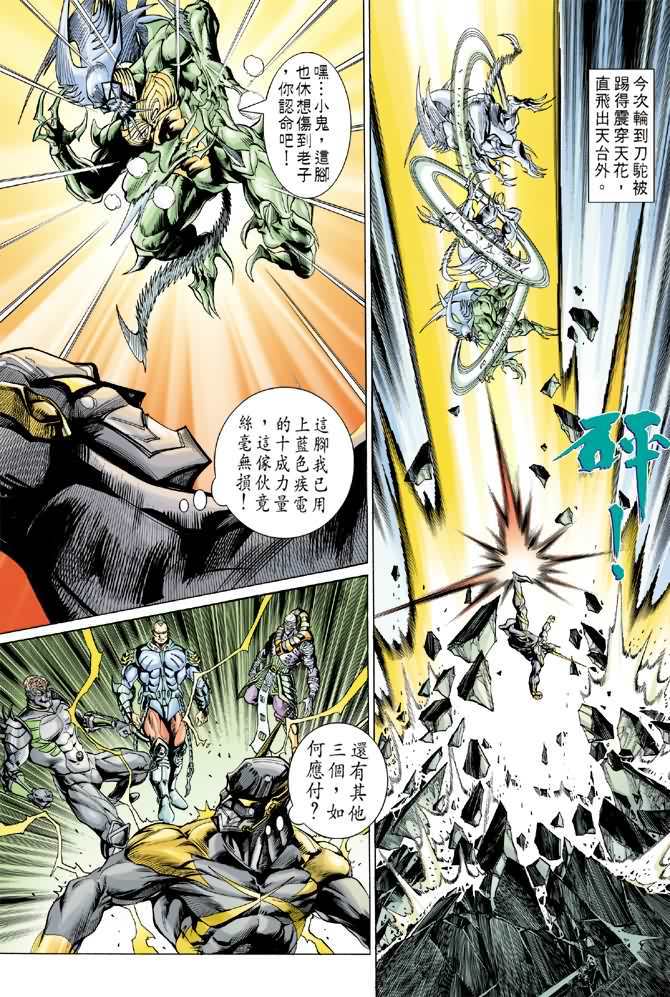 今次輪到刀駝被
踢得震穿天花，
直飛出天台外。
砰！
嘿…小鬼，這腳
也休想傷到老子
，你認命吧！
這腳我已用
上藍色疾電
的十成力量
，這傢伙竟
絲毫無損！
還有其他
三個，如
何應付？